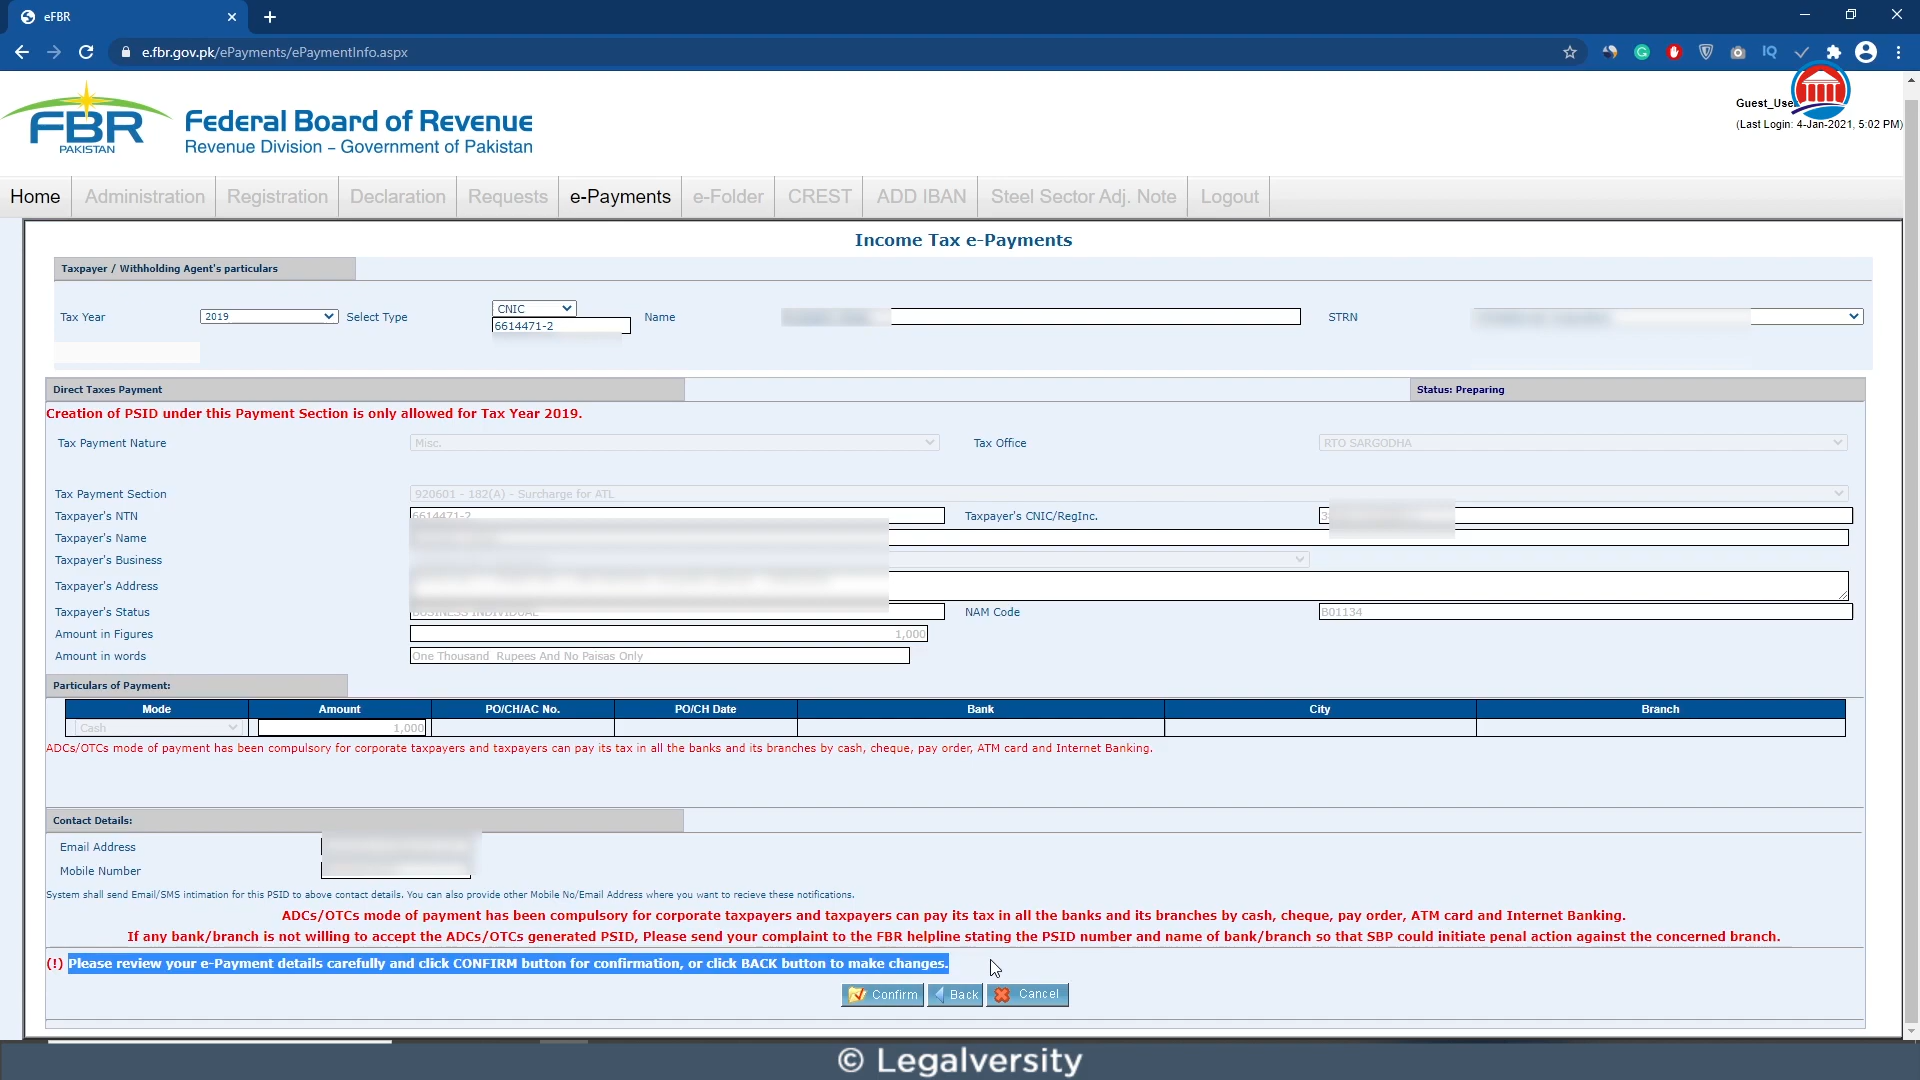 eFBR
e.fbr.gov.pk/ePayments/ePaymentInfo.aspx
IQ
FBR
PAKISTAN
Federal Board of Revenue
Revenue Division – Government of Pakistan
(Last Login: 4-Jan-2021, 5:02 PM)
Home Administration Registration Declaration Requests e-Payments e-Folder CREST ADD IBAN Steel Sector Adj. Note Logout
Income Tax e-Payments
Taxpayer / Withholding Agent's particulars
Tax Year 2019 Select Type CNIC Name STRN
6614471-2
Direct Taxes Payment Status: Preparing
Creation of PSID under this Payment Section is only allowed for Tax Year 2019.
Tax Payment Nature Misc. Tax Office RTO SARGODHA
Tax Payment Section 920601 - 182(A) - Surcharge for ATL
Taxpayer's NTN 6614471-2 Taxpayer's CNIC/RegInc. 3
Taxpayer's Name
Taxpayer's Business
Taxpayer's Address
Taxpayer's Status BUSINESS INDIVIDUAL NAM Code B01134
Amount in Figures 1,000
Amount in words One Thousand Rupees And No Paisas Only
Particulars of Payment:
Mode Amount PO/CH/AC No. PO/CH Date Bank City Branch
Cash 1,000
ADCs/OTCs mode of payment has been compulsory for corporate taxpayers and taxpayers can pay its tax in all the banks and its branches by cash, cheque, pay order, ATM card and Internet Banking.
Contact Details:
Email Address
Mobile Number
System shall send Email/SMS intimation for this PSID to above contact details. You can also provide other Mobile No/Email Address where you want to recieve these notifications.
ADCs/OTCs mode of payment has been compulsory for corporate taxpayers and taxpayers can pay its tax in all the banks and its branches by cash, cheque, pay order, ATM card and Internet Banking.
If any bank/branch is not willing to accept the ADCs/OTCs generated PSID, Please send your complaint to the FBR helpline stating the PSID number and name of bank/branch so that SBP could initiate penal action against the concerned branch.
(!) Please review your e-Payment details carefully and click CONFIRM button for confirmation, or click BACK button to make changes.
Confirm Back Cancel
© Legalversity